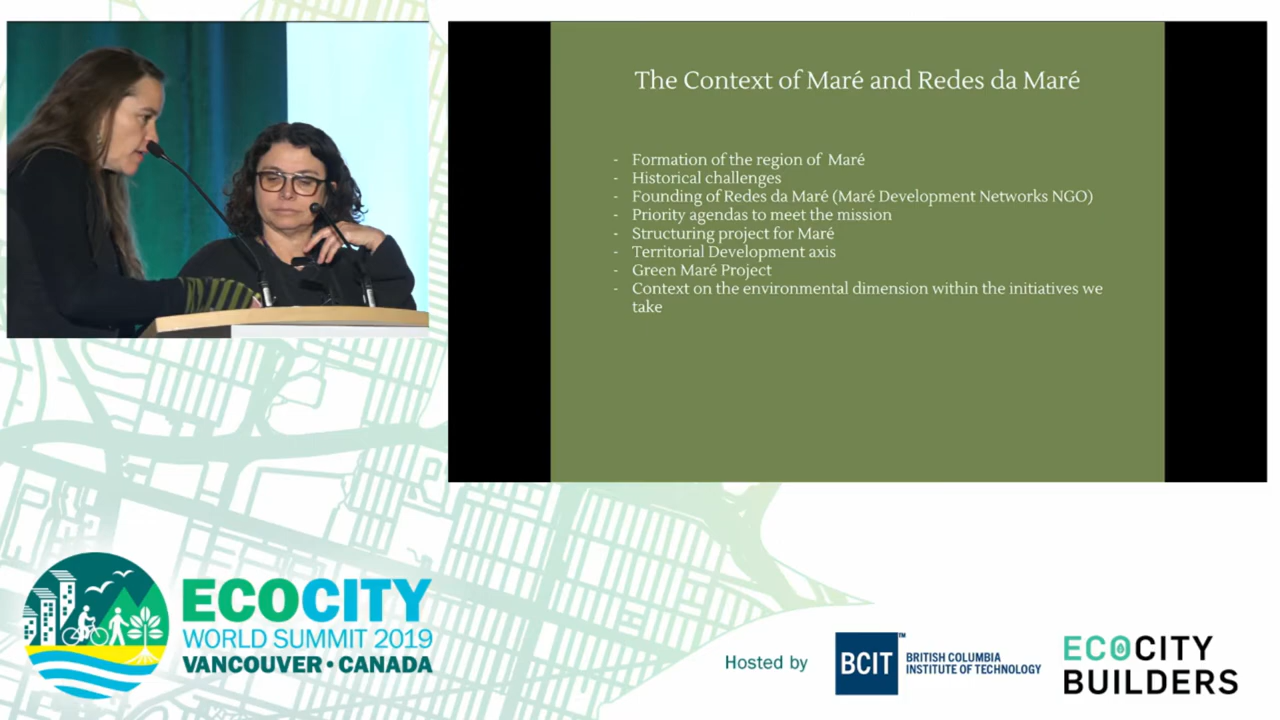 The Context of Maré and Redes da Maré
- Formation of the region of Maré
- Historical challenges
- Founding of Redes da Maré (Maré Development Networks NGO)
- Priority agendas to meet the mission
- Structuring project for Maré
- Territorial Development axis
- Green Maré Project
- Context on the environmental dimension within the initiatives we
take
ECOCITY
WORLD SUMMIT 2019
VANCOUVER • CANADA
Hosted by
BCIT™
BRITISH COLUMBIA
INSTITUTE OF TECHNOLOGY
ECOCITY
BUILDERS